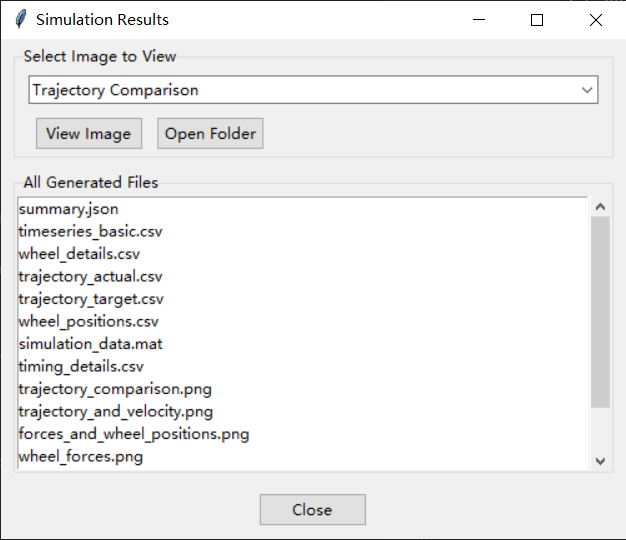 Simulation Results
Select Image to View
Trajectory Comparison
View Image Open Folder
All Generated Files
summary.json
timeseries_basic.csv
wheel_details.csv
trajectory_actual.csv
trajectory_target.csv
wheel_positions.csv
simulation_data.mat
timing_details.csv
trajectory_comparison.png
trajectory_and_velocity.png
forces_and_wheel_positions.png
wheel_forces.png
Close